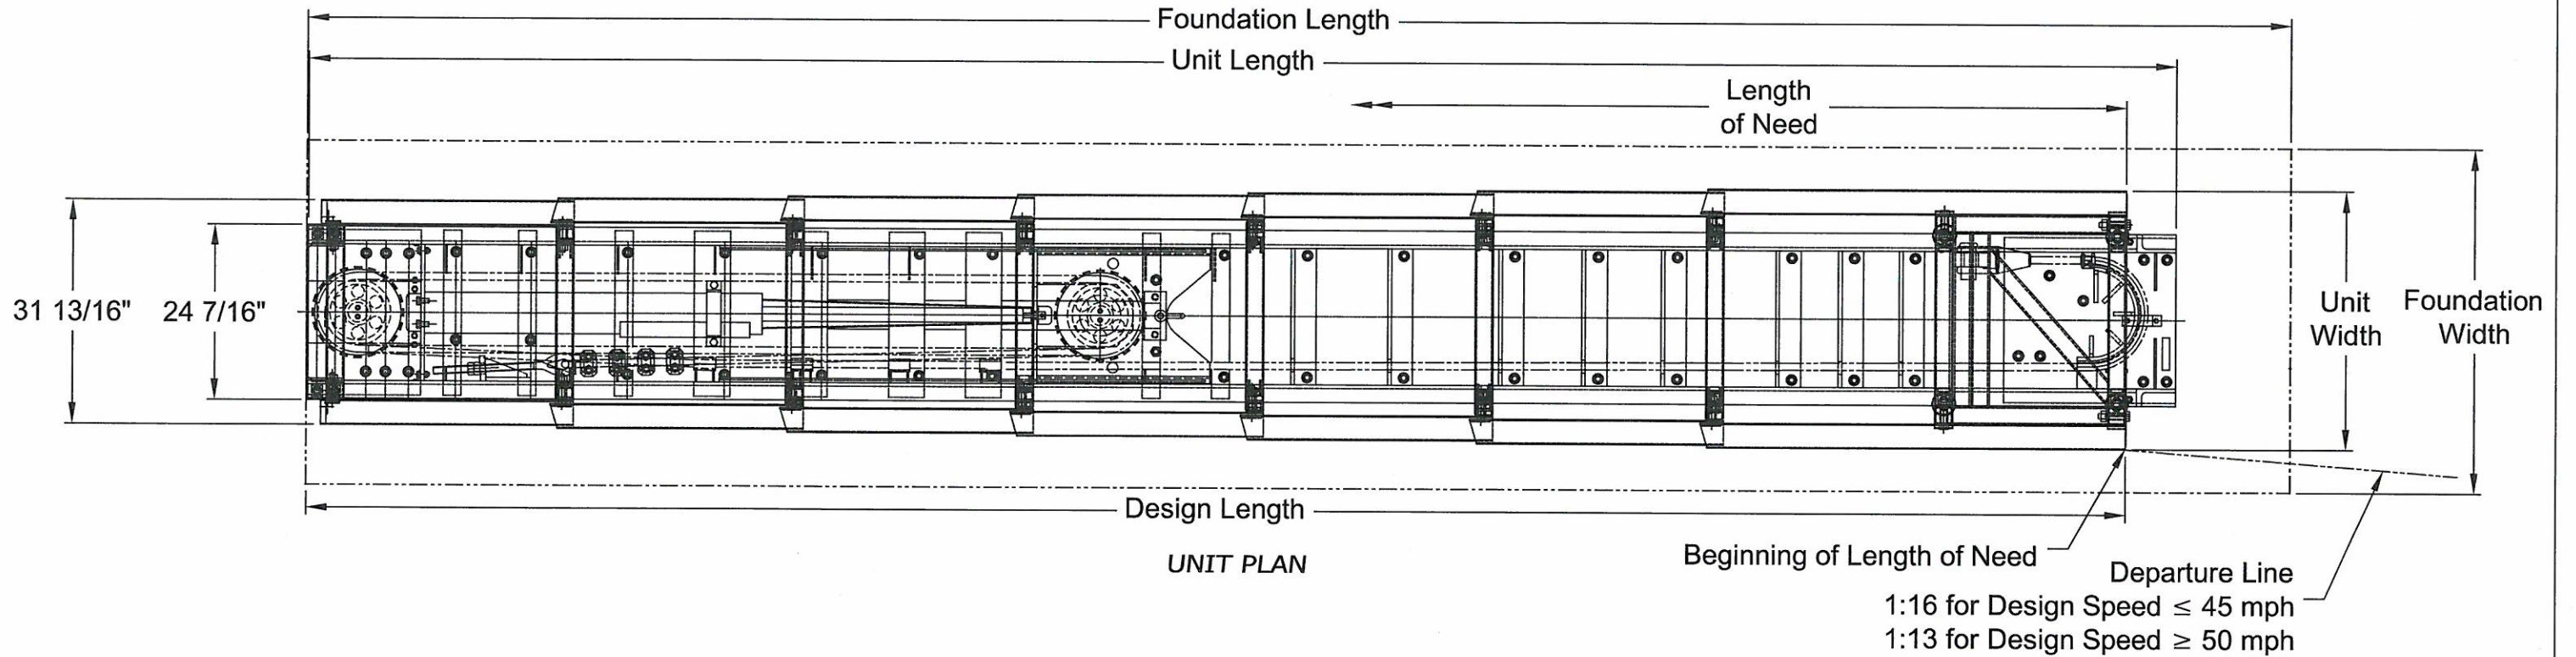 Foundation Length
Unit Length
Length
of Need
31 13/16"
24 7/16"
Unit
Width
Foundation
Width
Design Length
UNIT PLAN
Beginning of Length of Need
Departure Line
1:16 for Design Speed ≤ 45 mph
1:13 for Design Speed ≥ 50 mph